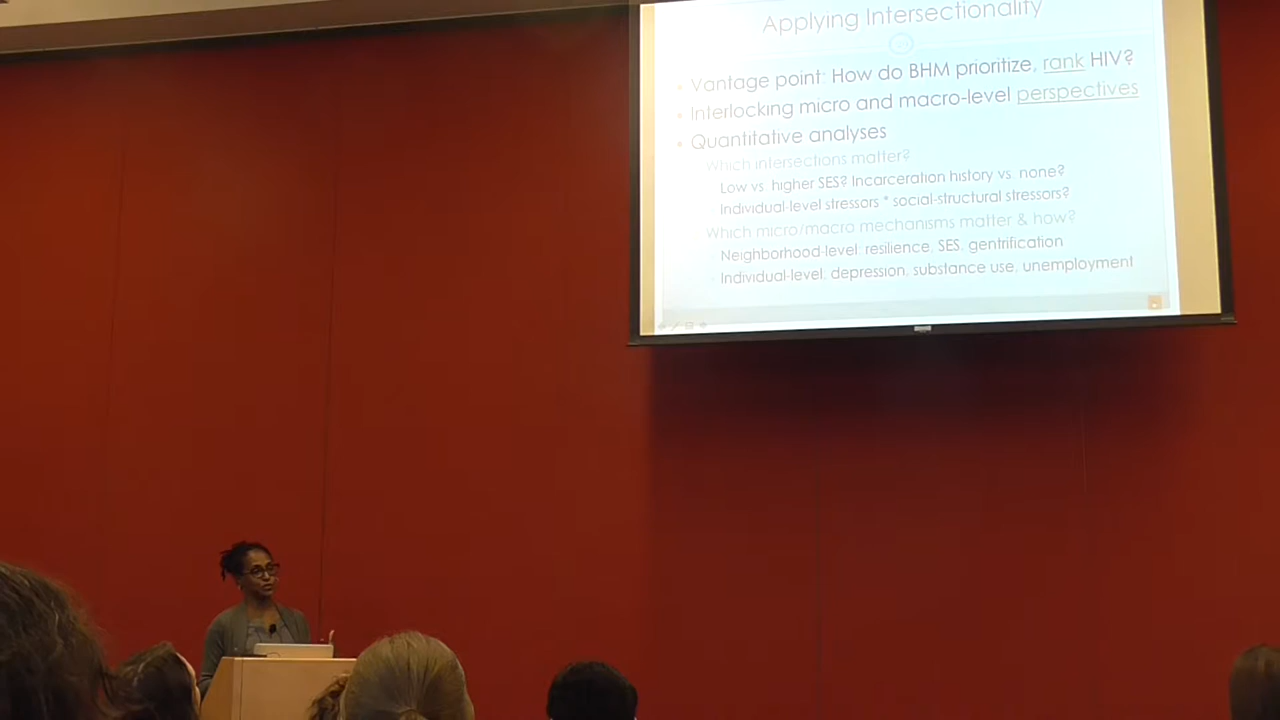 Applying Intersectionality
Vantage point: How do BHM prioritize, rank HIV?
Interlocking micro and macro-level perspectives
Quantitative analyses
Which intersections matter?
Low vs. higher SES? Incarceration history vs. none?
Individual-level stressors * social-structural stressors?
Which micro/macro mechanisms matter & how?
Neighborhood-level: resilience, SES, gentrification
Individual-level: depression, substance use, unemployment